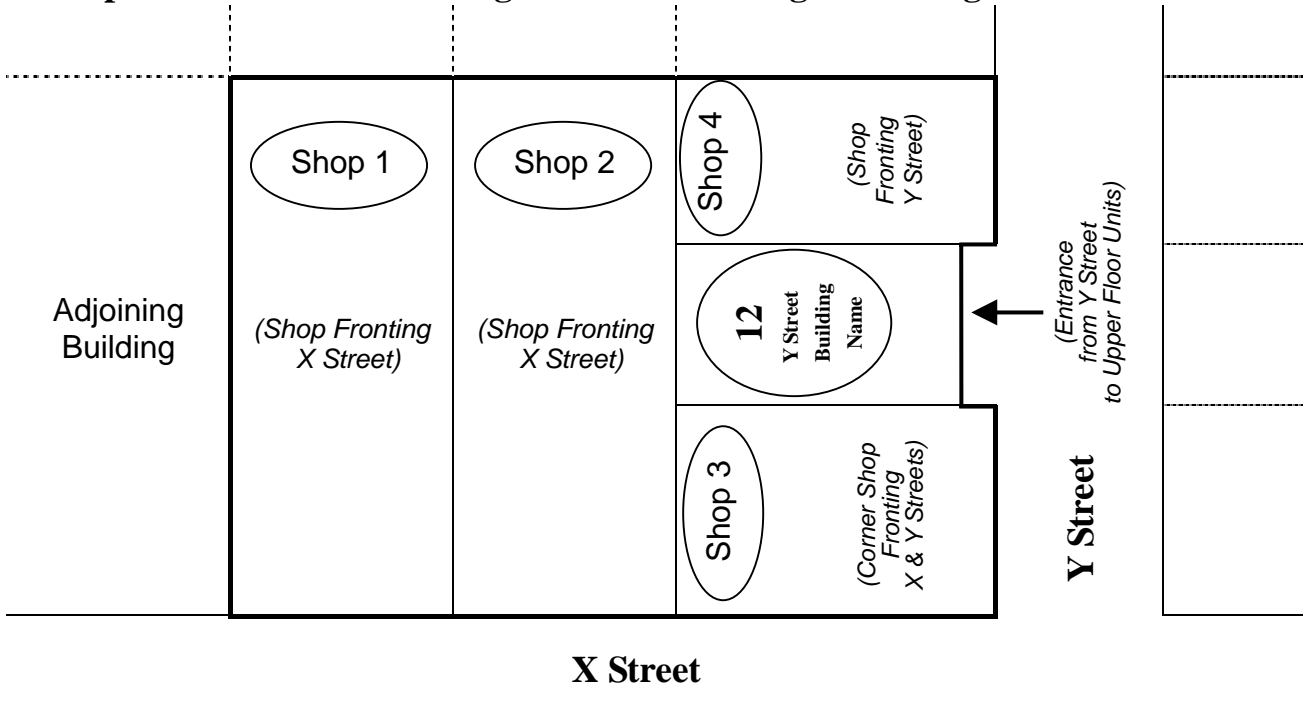 Shop 1
Shop 2
Shop 4
(Shop
Fronting
Y Street)
Adjoining
Building
(Shop Fronting
X Street)
(Shop Fronting
X Street)
12
Y Street
Building
Name
(Entrance
from Y Street
to Upper Floor Units)
Shop 3
(Corner Shop
Fronting
X & Y Streets)
Y Street
X Street